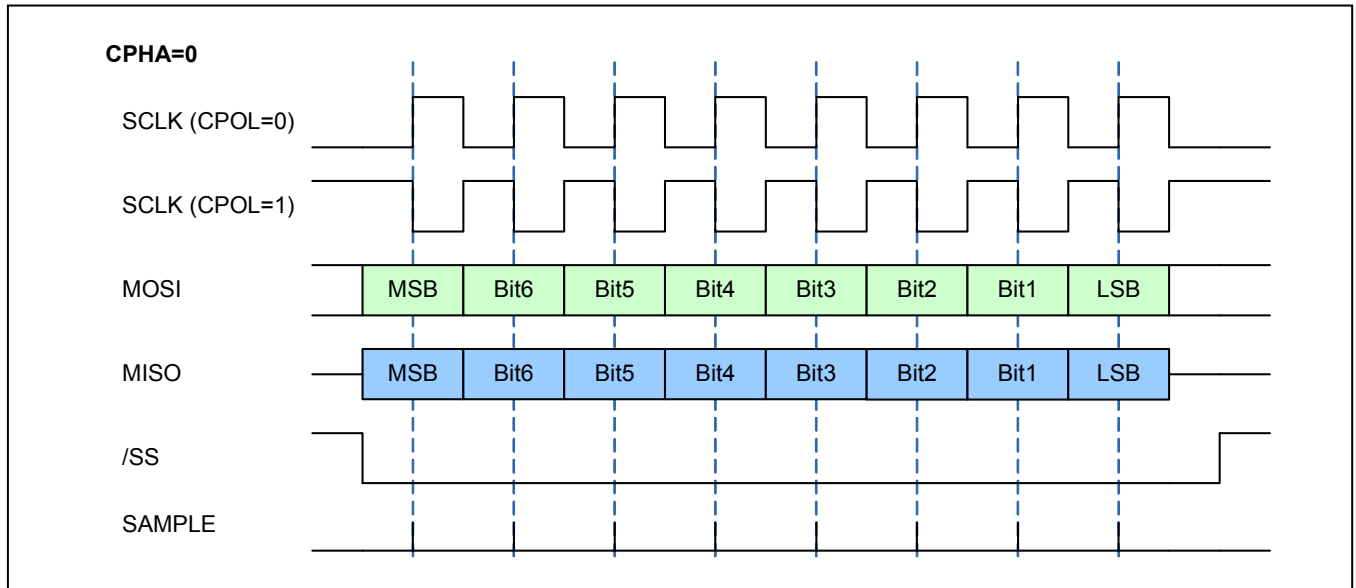 CPHA=0
SCLK (CPOL=0)
SCLK (CPOL=1)
MOSI MSB Bit6 Bit5 Bit4 Bit3 Bit2 Bit1 LSB
MISO MSB Bit6 Bit5 Bit4 Bit3 Bit2 Bit1 LSB
/SS
SAMPLE